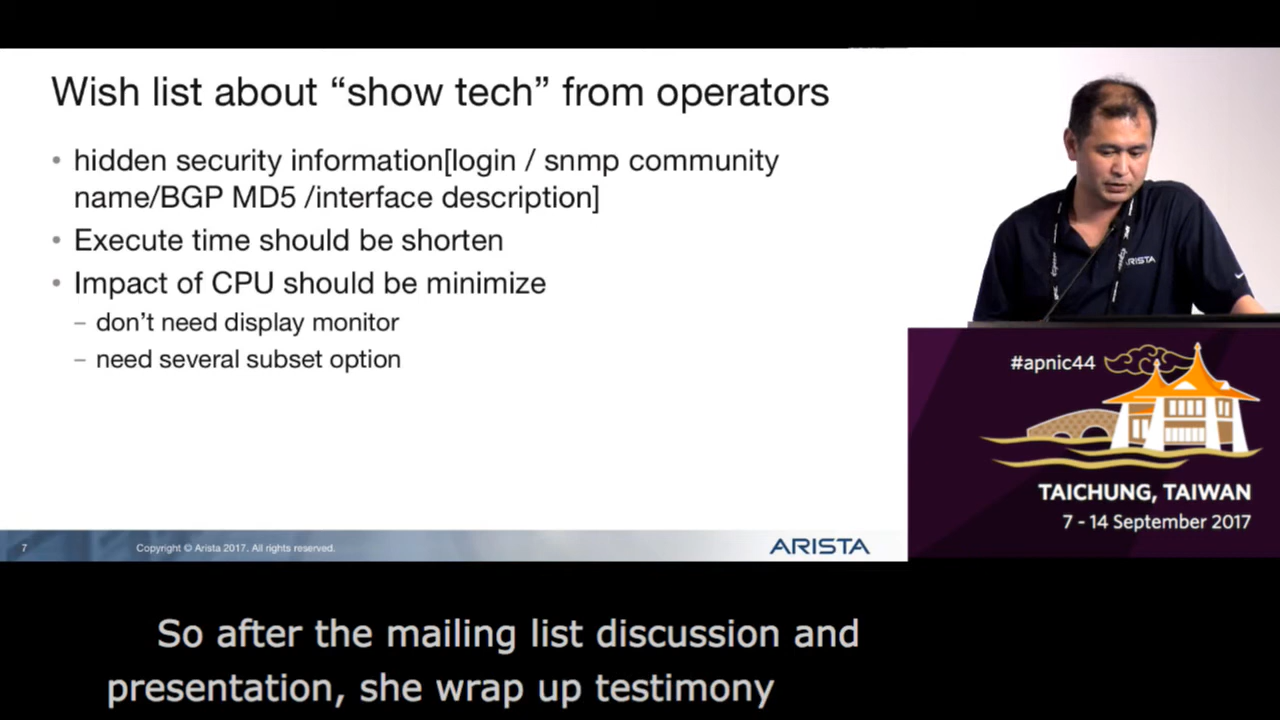 Wish list about “show tech” from operators
• hidden security information[login / snmp community
name/BGP MD5 /interface description]
• Execute time should be shorten
• Impact of CPU should be minimize
– don’t need display monitor
– need several subset option
7
Copyright © Arista 2017. All rights reserved.
ARISTA
ARISTA
#apnic44
TAICHUNG, TAIWAN
7 - 14 September 2017
So after the mailing list discussion and
presentation, she wrap up testimony